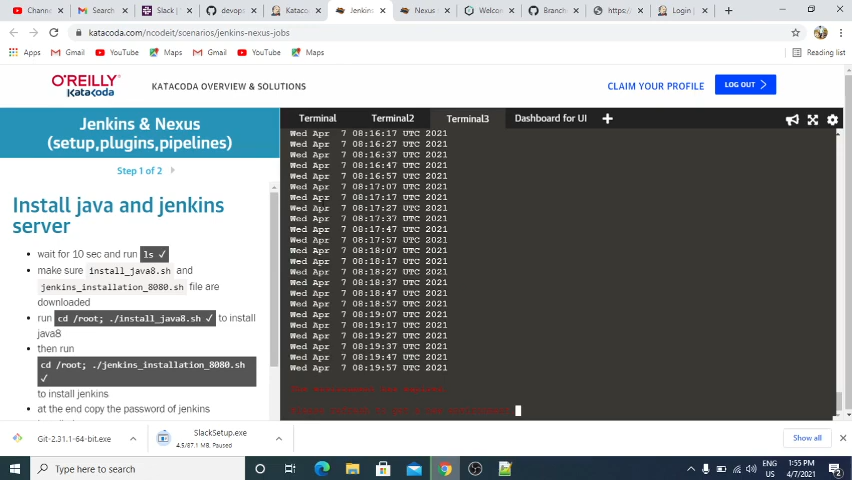 Channe
Search
Slack |
devops
Kataco
Jenkins
Nexus
Welcon
Branche
https:/
Login |
katacoda.com/ncodeit/scenarios/jenkins-nexus-jobs
Apps
Gmail
YouTube
Maps
Gmail
YouTube
Maps
Reading list
O'REILLY
Katacoda
KATACODA OVERVIEW & SOLUTIONS
CLAIM YOUR PROFILE
LOG OUT
Jenkins & Nexus
(setup,plugins,pipelines)
Step 1 of 2
Install java and jenkins
server
wait for 10 sec and run ls ✓
make sure install_java8.sh and
jenkins_installation_8080.sh file are
downloaded
run cd /root; ./install_java8.sh ✓ to install
java8
then run
cd /root; ./jenkins_installation_8080.sh
✓
to install jenkins
at the end copy the password of jenkins
Terminal
Terminal2
Terminal3
Dashboard for UI
Wed Apr 7 08:16:17 UTC 2021
Wed Apr 7 08:16:27 UTC 2021
Wed Apr 7 08:16:37 UTC 2021
Wed Apr 7 08:16:47 UTC 2021
Wed Apr 7 08:16:57 UTC 2021
Wed Apr 7 08:17:07 UTC 2021
Wed Apr 7 08:17:17 UTC 2021
Wed Apr 7 08:17:27 UTC 2021
Wed Apr 7 08:17:37 UTC 2021
Wed Apr 7 08:17:47 UTC 2021
Wed Apr 7 08:17:57 UTC 2021
Wed Apr 7 08:18:07 UTC 2021
Wed Apr 7 08:18:17 UTC 2021
Wed Apr 7 08:18:27 UTC 2021
Wed Apr 7 08:18:37 UTC 2021
Wed Apr 7 08:18:47 UTC 2021
Wed Apr 7 08:18:57 UTC 2021
Wed Apr 7 08:19:07 UTC 2021
Wed Apr 7 08:19:17 UTC 2021
Wed Apr 7 08:19:27 UTC 2021
Wed Apr 7 08:19:37 UTC 2021
Wed Apr 7 08:19:47 UTC 2021
Wed Apr 7 08:19:57 UTC 2021
Git-2.31.1-64-bit.exe
SlackSetup.exe
4.5/87.1 MB, Paused
Show all
Type here to search
ENG
US
1:55 PM
4/7/2021
2